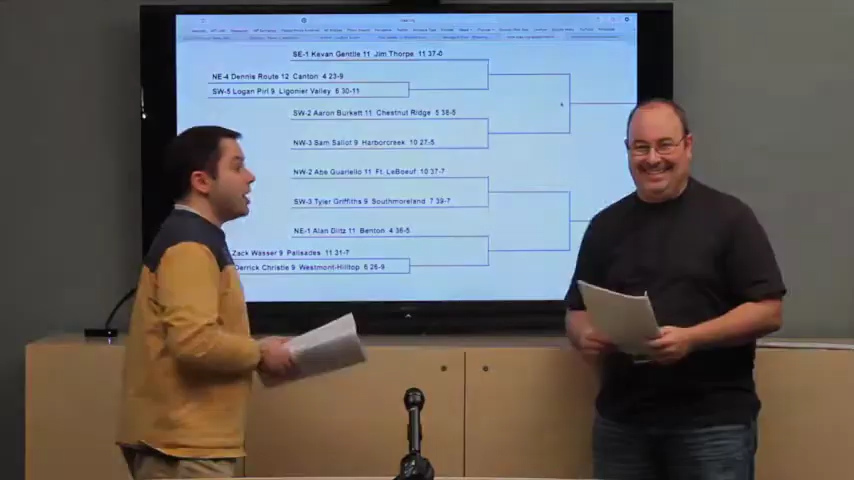 SE-1 Kevan Gentile 11 Jim Thorpe 11 37-0
NE-4 Dennis Route 12 Canton 4 23-9
SW-5 Logan Pirl 9 Ligonier Valley 6 30-11
SW-2 Aaron Burkett 11 Chestnut Ridge 5 38-5
NW-3 Sam Sallot 9 Harborcreek 10 27-5
NW-2 Abe Guariello 11 Ft. LeBoeuf 10 37-7
SW-3 Tyler Griffiths 9 Southmoreland 7 39-7
NE-1 Alan Diltz 11 Benton 4 36-5
Zack Wasser 9 Palisades 11 31-7
Derrick Christie 9 Westmont-Hilltop 6 26-9